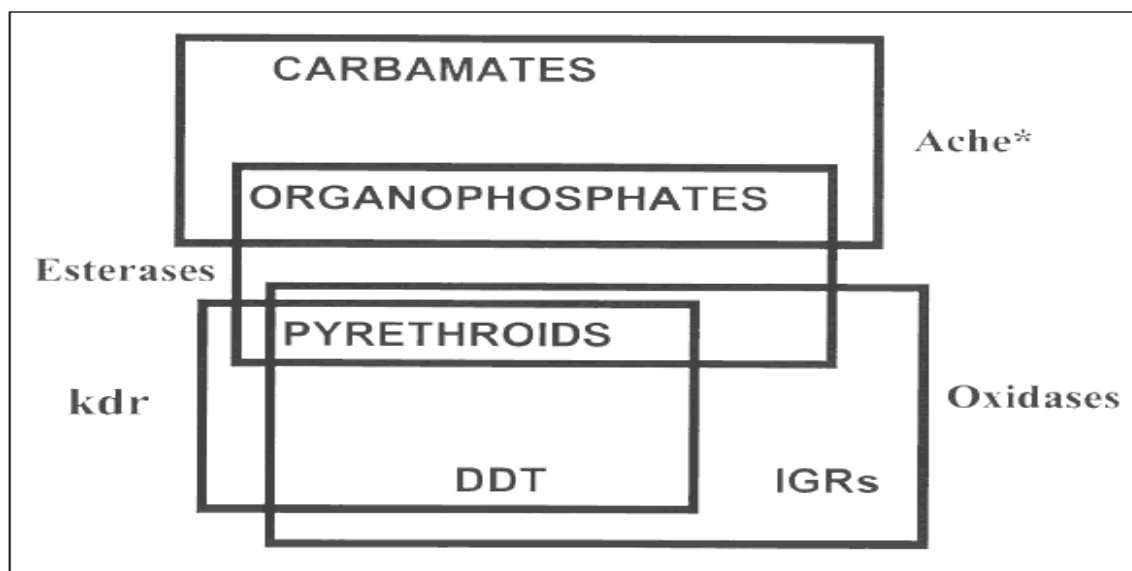 CARBAMATES
Ache*
ORGANOPHOSPHATES
Esterases
PYRETHROIDS
kdr
Oxidases
DDT
IGRs